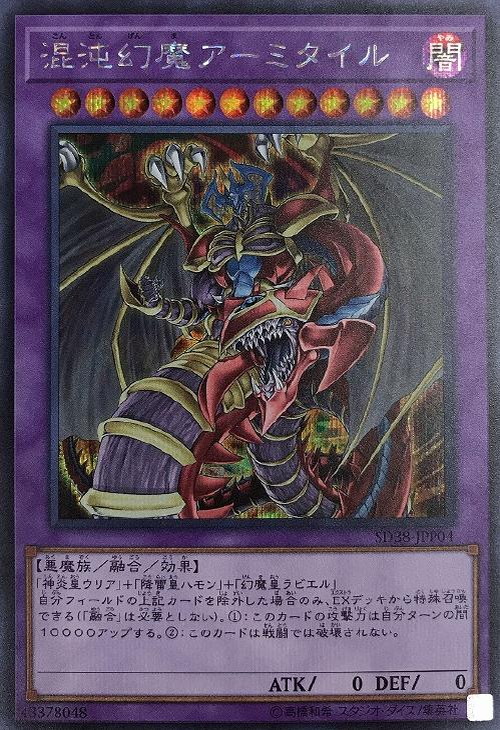 混沌幻魔アーミタイル 闇
SD38-JPP04
【悪魔族／融合／効果】
「神炎皇ウリア」+「降雷皇ハモン」+「幻魔皇ラビエル」
自分フィールドの上記カードを除外した場合のみ、EXデッキから特殊召喚
できる(「融合」は必要としない)。①：このカードの攻撃力は自分ターンの間
10000アップする。②：このカードは戦闘では破壊されない。
ATK/ 0 DEF/ 0
43378048 ©高橋和希 スタジオ・ダイス/集英社